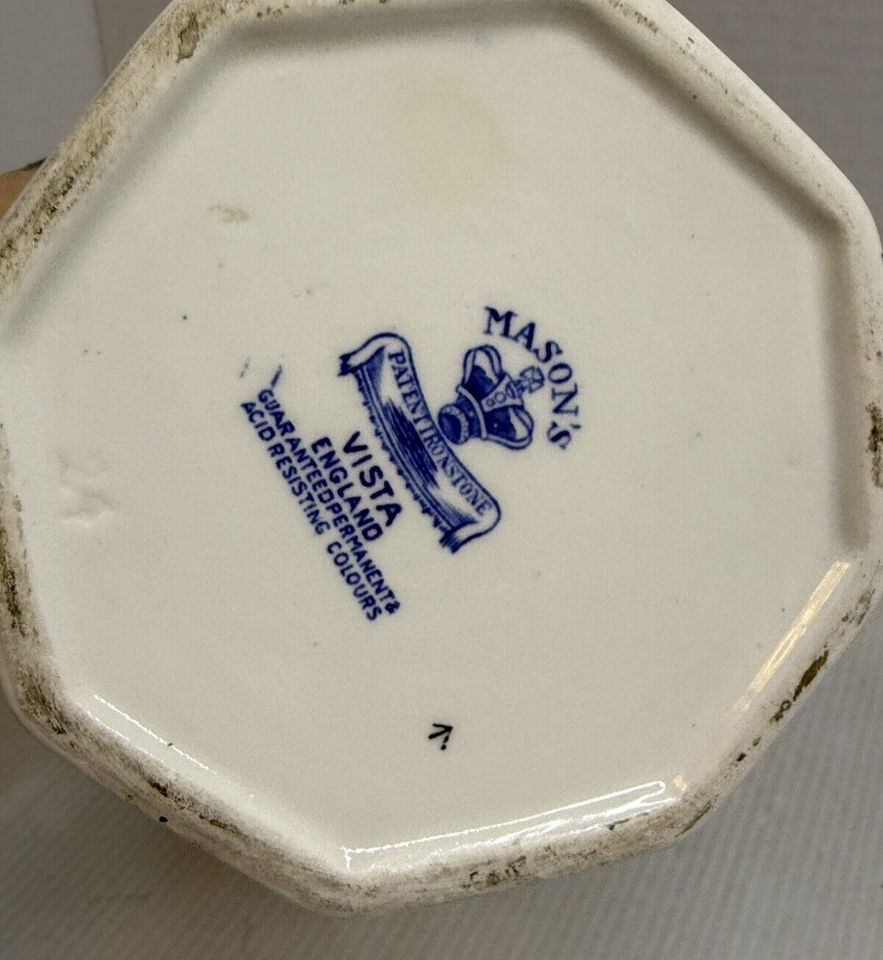 MASON'S
PATENT IRONSTONE
VISTA
ENGLAND
GUARANTEED PERMANENT &
ACID RESISTING COLOURS